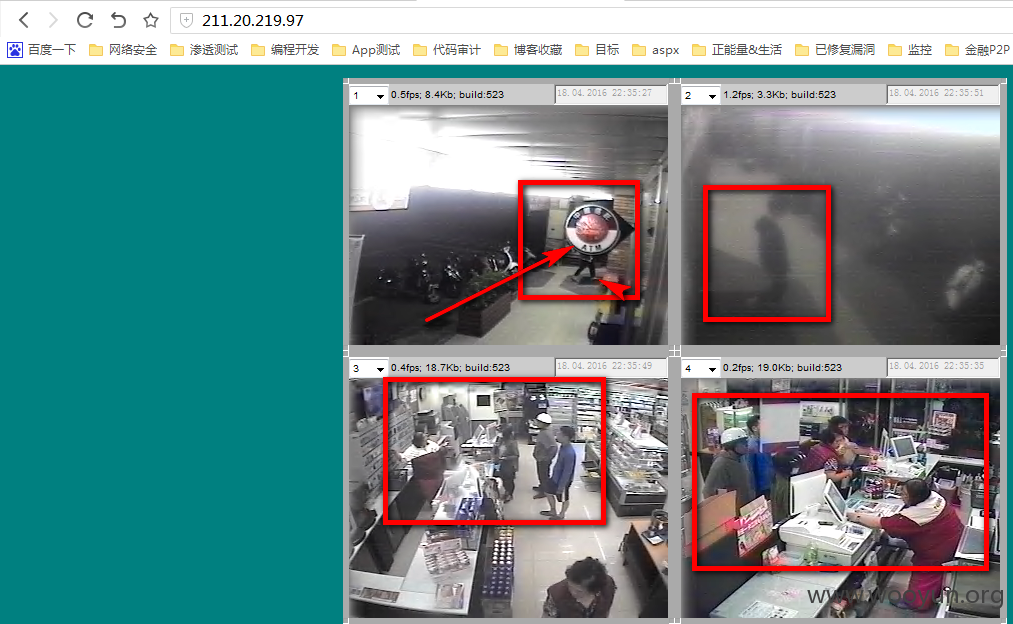 211.20.219.97
百度一下 网络安全 渗透测试 编程开发 App测试 代码审计 博客收藏 目标 aspx 正能量&生活 已修复漏洞 监控 金融P2P
1 0.5fps; 8.4Kb; build:523 18.04.2016 22:35:27
2 1.2fps; 3.3Kb; build:523 18.04.2016 22:35:51
ATM
3 0.4fps; 18.7Kb; build:523 18.04.2016 22:35:49
4 0.2fps; 19.0Kb; build:523 18.04.2016 22:35:35
www.wooyun.org